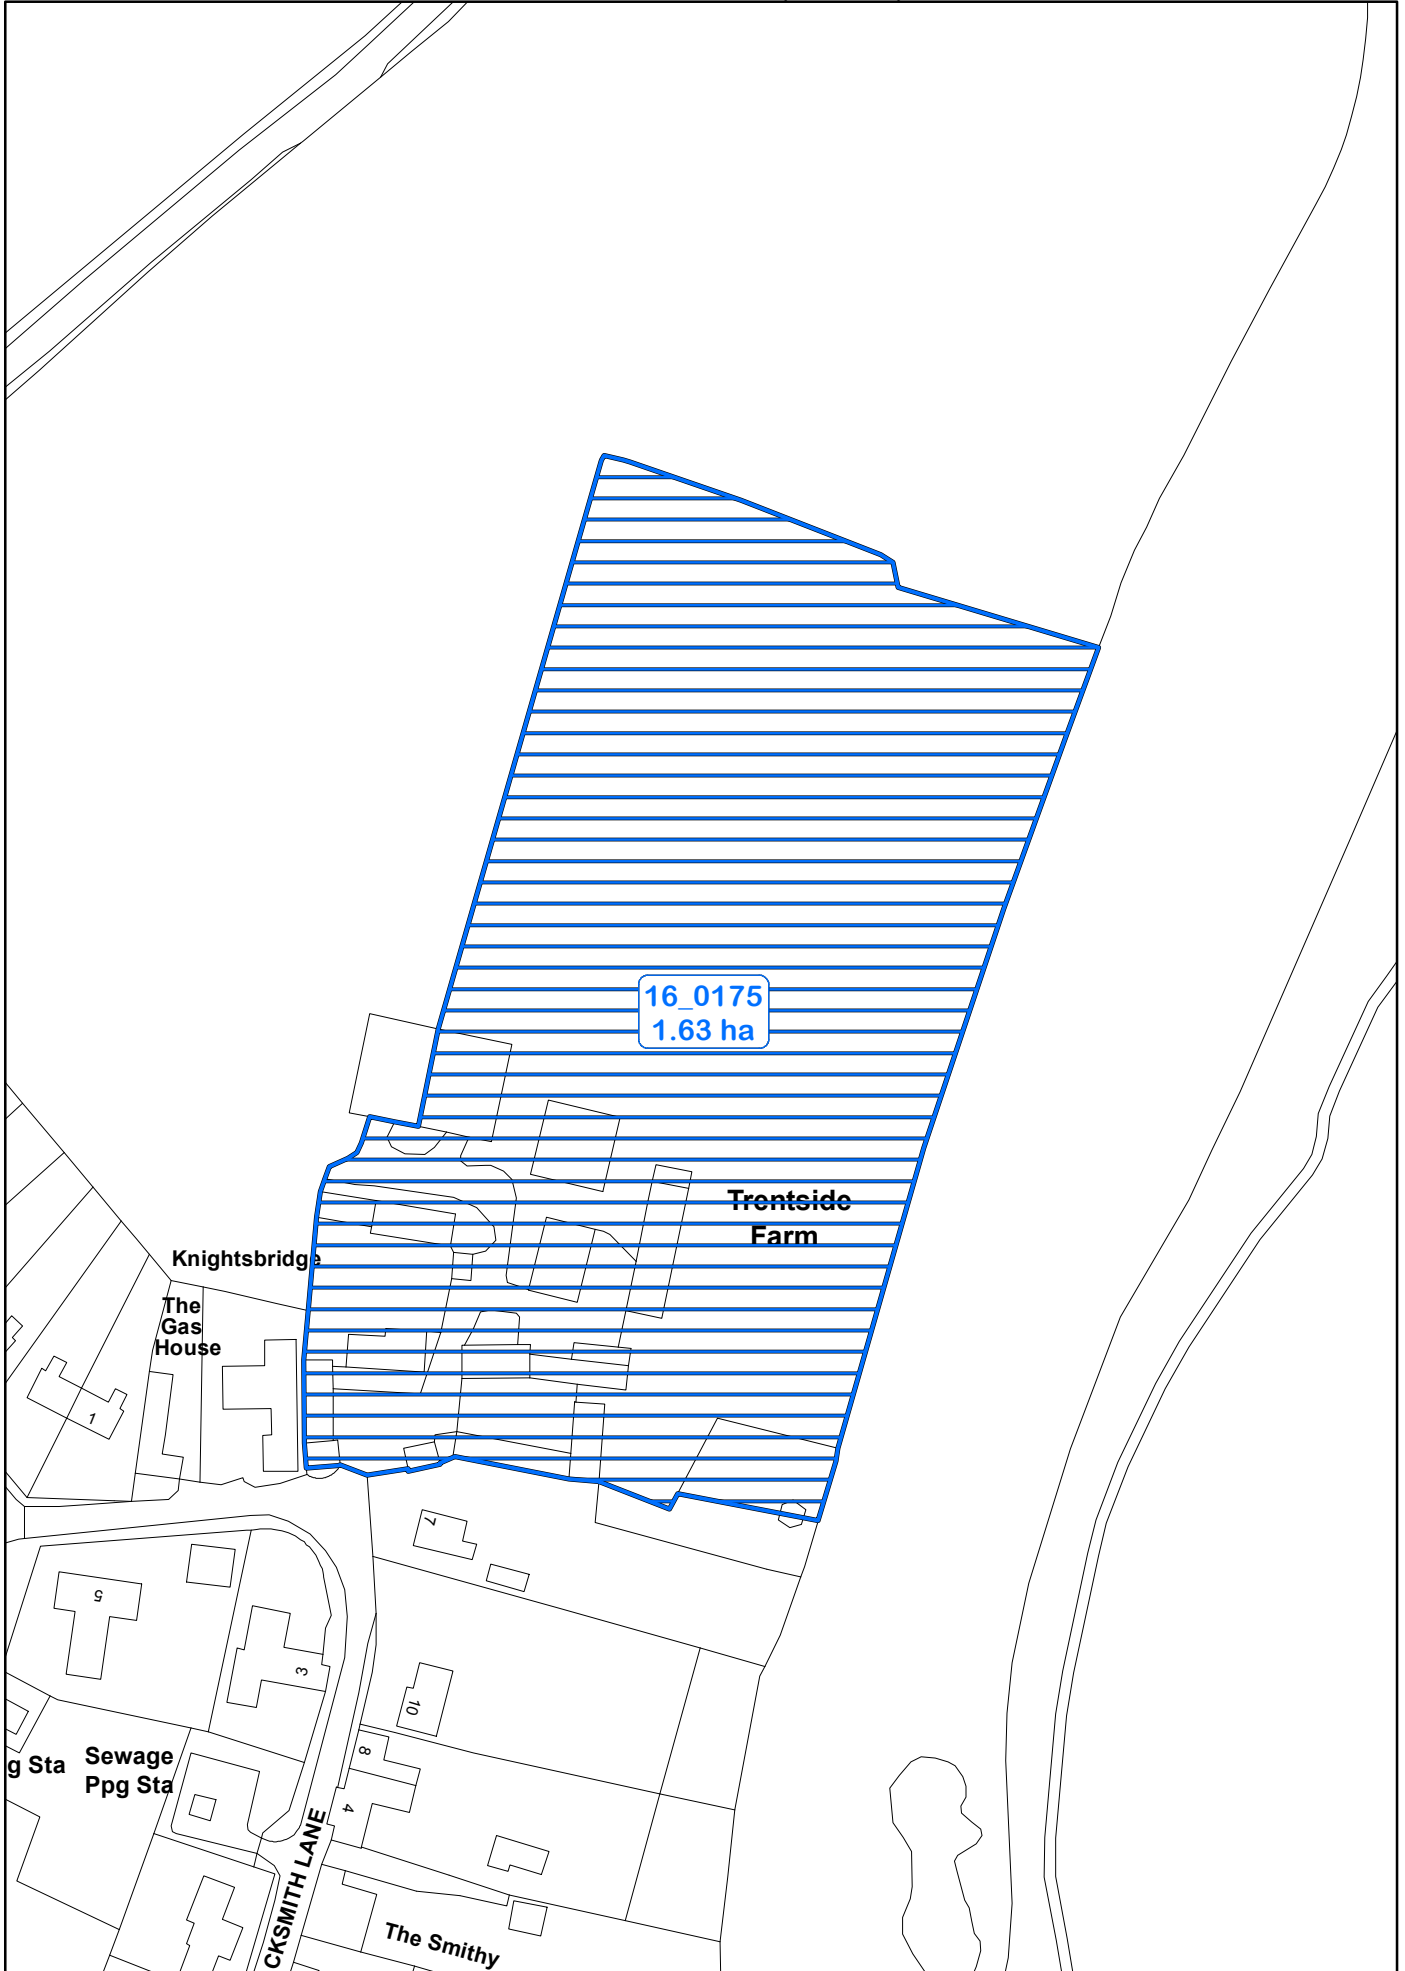 16_0175
1.63 ha
Trentside
Farm
Knightsbridge
The
Gas
House
1
7
5
3
10
8
4
g Sta
Sewage
Ppg Sta
CKSMITH LANE
The Smithy